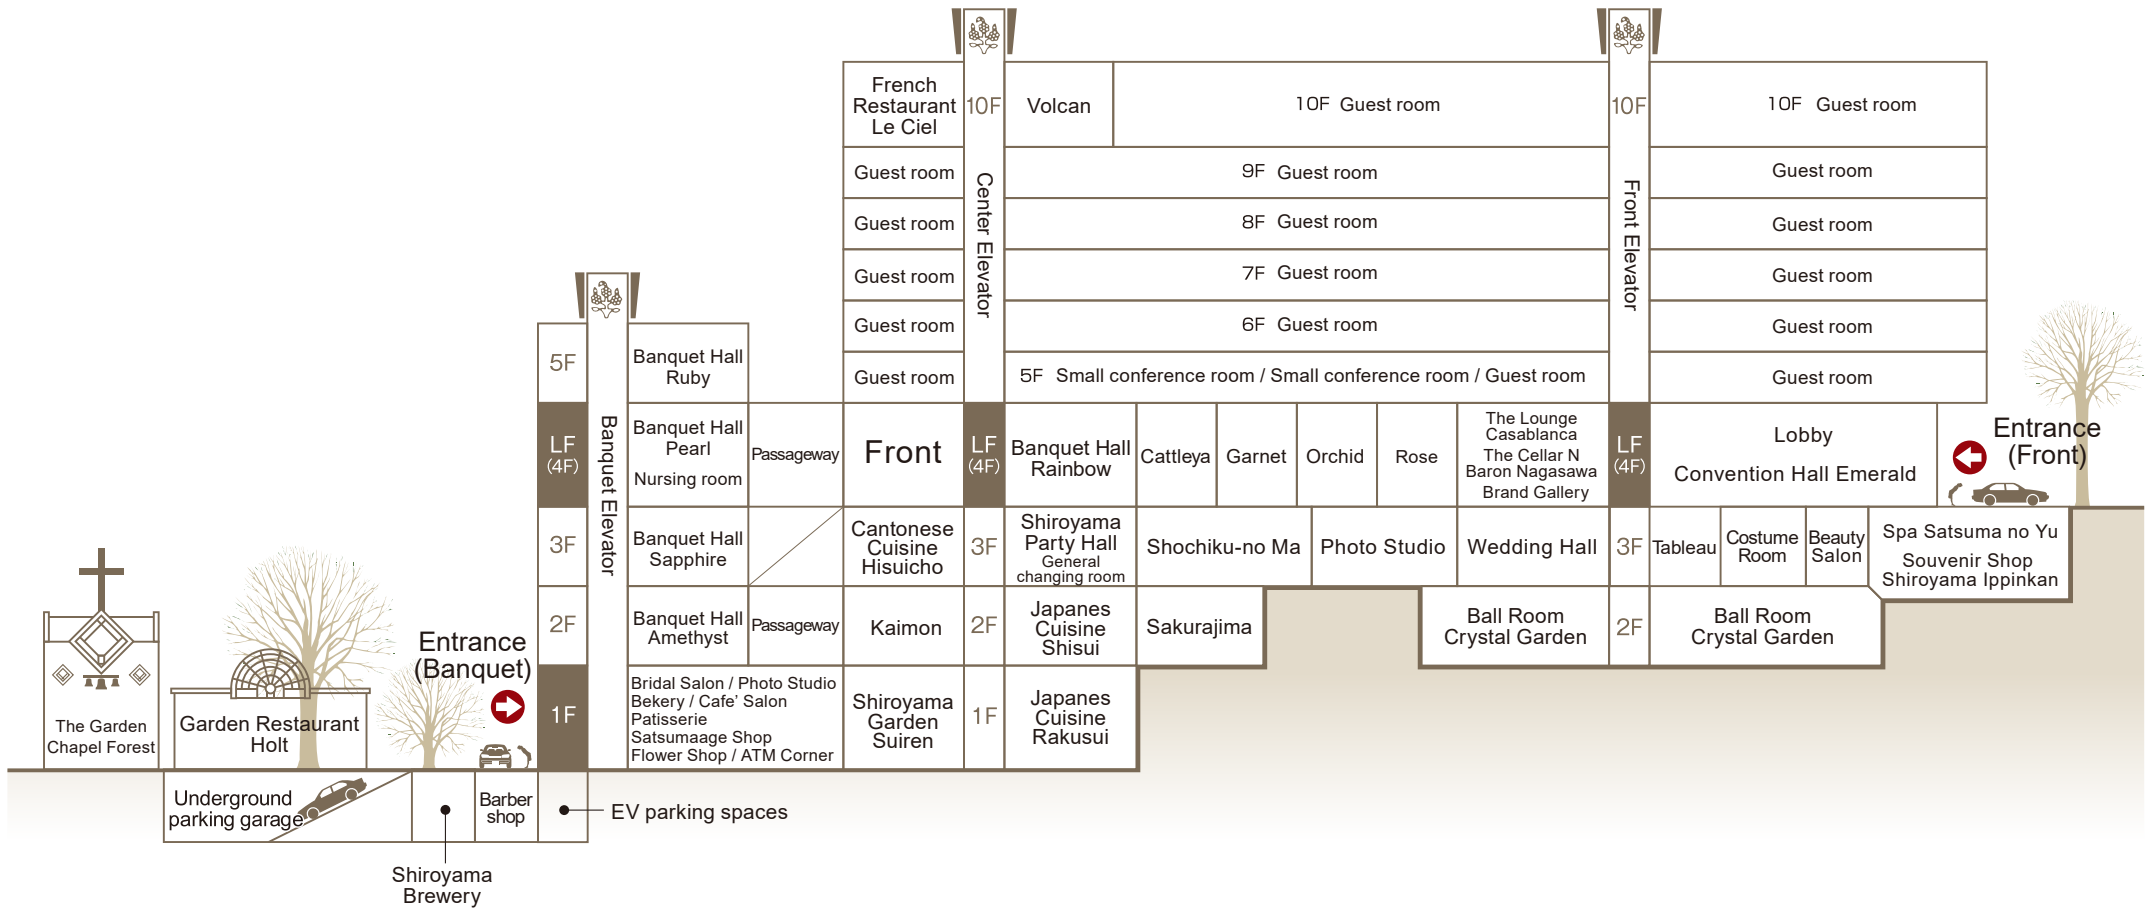 French
Restaurant
Le Ciel
10F
Volcan
10F Guest room
10F
10F Guest room
Guest room
9F Guest room
Guest room
Guest room
8F Guest room
Guest room
Guest room
7F Guest room
Guest room
Guest room
6F Guest room
Guest room
Guest room
5F Small conference room / Small conference room / Guest room
Guest room
Center Elevator
Front Elevator
Banquet Elevator
5F
Banquet Hall
Ruby
LF
(4F)
Banquet Hall
Pearl
Nursing room
Passageway
Front
LF
(4F)
Banquet Hall
Rainbow
Cattleya
Garnet
Orchid
Rose
The Lounge
Casablanca
The Cellar N
Baron Nagasawa
Brand Gallery
LF
(4F)
Lobby
Convention Hall Emerald
Entrance
(Front)
3F
Banquet Hall
Sapphire
Cantonese
Cuisine
Hisuicho
3F
Shiroyama
Party Hall
General
changing room
Shochiku-no Ma
Photo Studio
Wedding Hall
3F
Tableau
Costume
Room
Beauty
Salon
Spa Satsuma no Yu
Souvenir Shop
Shiroyama Ippinkan
2F
Banquet Hall
Amethyst
Passageway
Kaimon
2F
Japanes
Cuisine
Shisui
Sakurajima
Ball Room
Crystal Garden
2F
Ball Room
Crystal Garden
Entrance
(Banquet)
1F
Bridal Salon / Photo Studio
Bekery / Cafe’ Salon
Patisserie
Satsumaage Shop
Flower Shop / ATM Corner
Shiroyama
Garden
Suiren
1F
Japanes
Cuisine
Rakusui
The Garden
Chapel Forest
Garden Restaurant
Holt
Underground
parking garage
Barber
shop
EV parking spaces
Shiroyama
Brewery